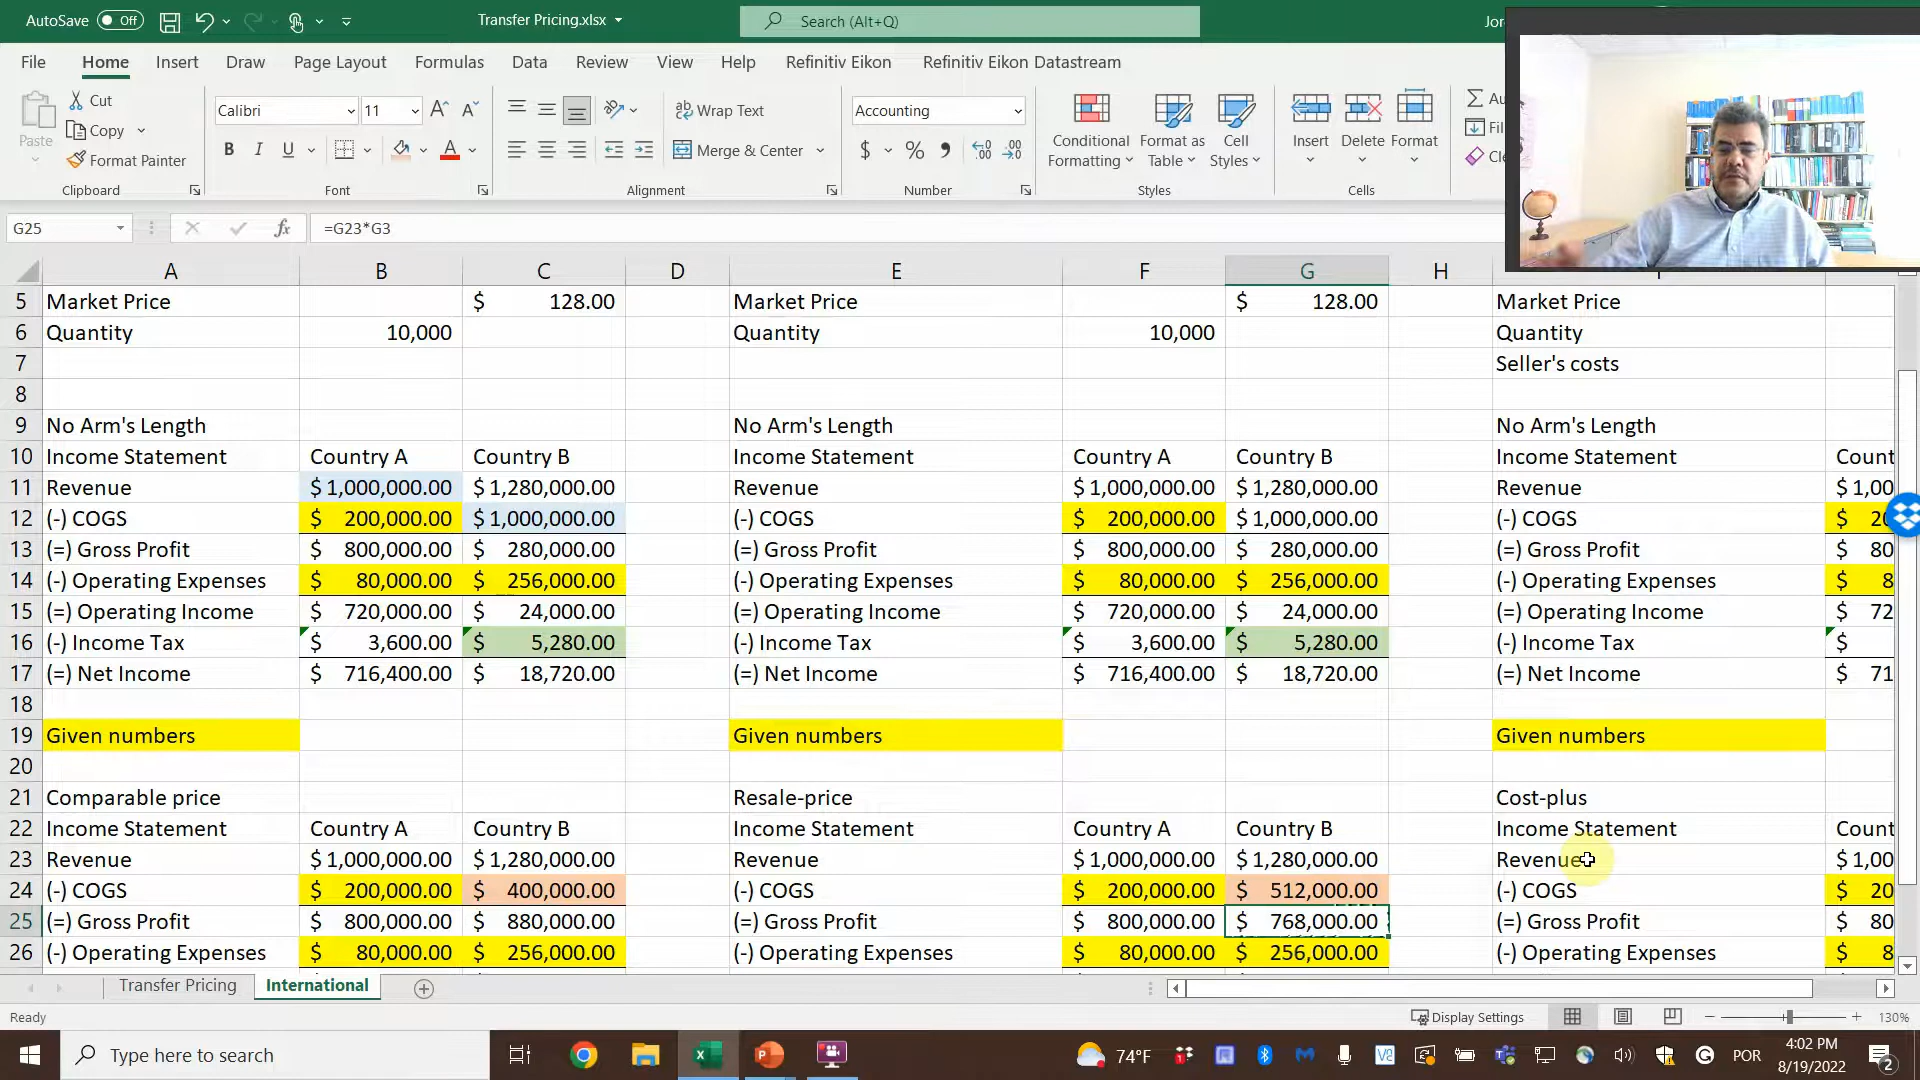 AutoSave Off Transfer Pricing.xlsx Search (Alt+Q) Jor
File Home Insert Draw Page Layout Formulas Data Review View Help Refinitiv Eikon Refinitiv Eikon Datastream
Paste Cut Copy Format Painter Clipboard
Calibri 11 B I U A Font
Wrap Text Merge & Center Alignment
Accounting $ % Number
Conditional Formatting Format as Table Cell Styles Styles
Insert Delete Format Cells
Au
Fil
Cle
G25 fx =G23*G3
A B C D E F G H
5 Market Price $ 128.00 Market Price $ 128.00 Market Price
6 Quantity 10,000 Quantity 10,000 Quantity
7 Seller's costs
8
9 No Arm's Length No Arm's Length No Arm's Length
10 Income Statement Country A Country B Income Statement Country A Country B Income Statement Count
11 Revenue $ 1,000,000.00 $ 1,280,000.00 Revenue $ 1,000,000.00 $ 1,280,000.00 Revenue $ 1,00
12 (-) COGS $ 200,000.00 $ 1,000,000.00 (-) COGS $ 200,000.00 $ 1,000,000.00 (-) COGS $ 20
13 (=) Gross Profit $ 800,000.00 $ 280,000.00 (=) Gross Profit $ 800,000.00 $ 280,000.00 (=) Gross Profit $ 80
14 (-) Operating Expenses $ 80,000.00 $ 256,000.00 (-) Operating Expenses $ 80,000.00 $ 256,000.00 (-) Operating Expenses $ 8
15 (=) Operating Income $ 720,000.00 $ 24,000.00 (=) Operating Income $ 720,000.00 $ 24,000.00 (=) Operating Income $ 72
16 (-) Income Tax $ 3,600.00 $ 5,280.00 (-) Income Tax $ 3,600.00 $ 5,280.00 (-) Income Tax $
17 (=) Net Income $ 716,400.00 $ 18,720.00 (=) Net Income $ 716,400.00 $ 18,720.00 (=) Net Income $ 71
18
19 Given numbers Given numbers Given numbers
20
21 Comparable price Resale-price Cost-plus
22 Income Statement Country A Country B Income Statement Country A Country B Income Statement Count
23 Revenue $ 1,000,000.00 $ 1,280,000.00 Revenue $ 1,000,000.00 $ 1,280,000.00 Revenue $ 1,00
24 (-) COGS $ 200,000.00 $ 400,000.00 (-) COGS $ 200,000.00 $ 512,000.00 (-) COGS $ 20
25 (=) Gross Profit $ 800,000.00 $ 880,000.00 (=) Gross Profit $ 800,000.00 $ 768,000.00 (=) Gross Profit $ 80
26 (-) Operating Expenses $ 80,000.00 $ 256,000.00 (-) Operating Expenses $ 80,000.00 $ 256,000.00 (-) Operating Expenses $ 8
Transfer Pricing International
Ready Display Settings 130%
Type here to search 74°F POR 4:02 PM
8/19/2022 2